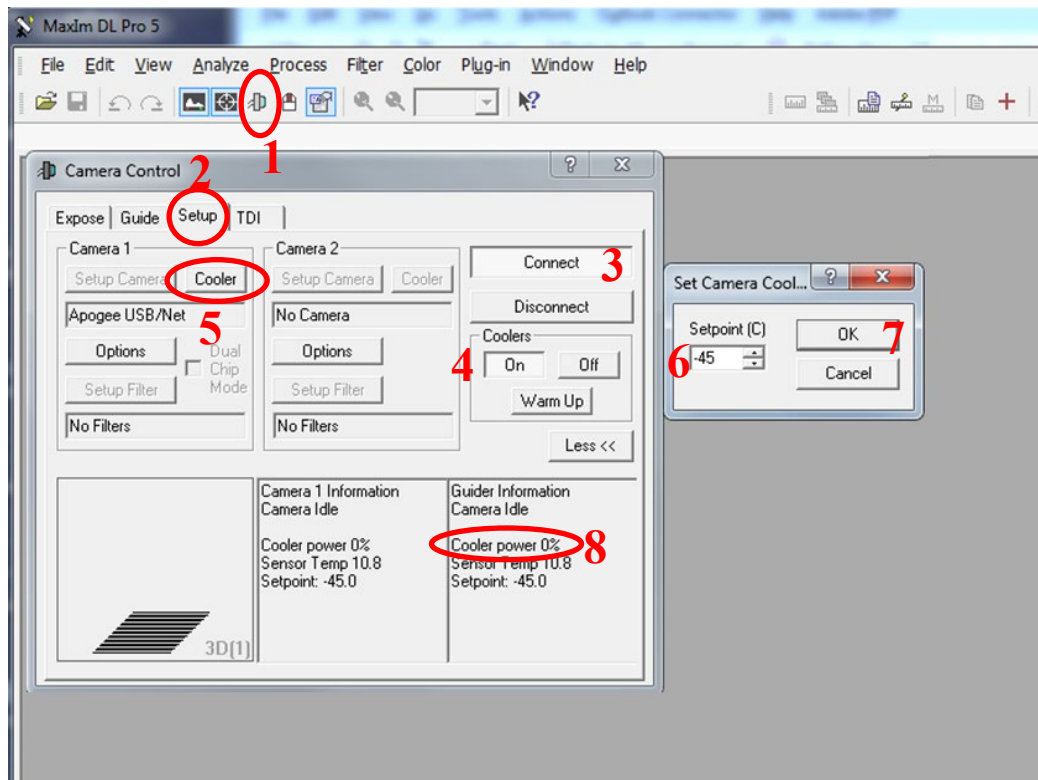 MaxIm DL Pro 5
File Edit View Analyze Process Filter Color Plug-in Window Help
1
Camera Control
2
Expose Guide Setup TDI
Camera 1
Setup Camera Cooler
Apogee USB/Net
5
Options
Dual Chip Mode
Setup Filter
No Filters
Camera 2
Setup Camera Cooler
No Camera
Options
Setup Filter
No Filters
Connect 3
Disconnect
Coolers
4 On Off
Warm Up
Less <<
3D(1)
Camera 1 Information
Camera Idle
Cooler power 0%
Sensor Temp 10.8
Setpoint: -45.0
Guider Information
Camera Idle
Cooler power 0% 8
Sensor Temp 10.8
Setpoint: -45.0
Set Camera Cool...
Setpoint (C)
6 -45
OK 7
Cancel